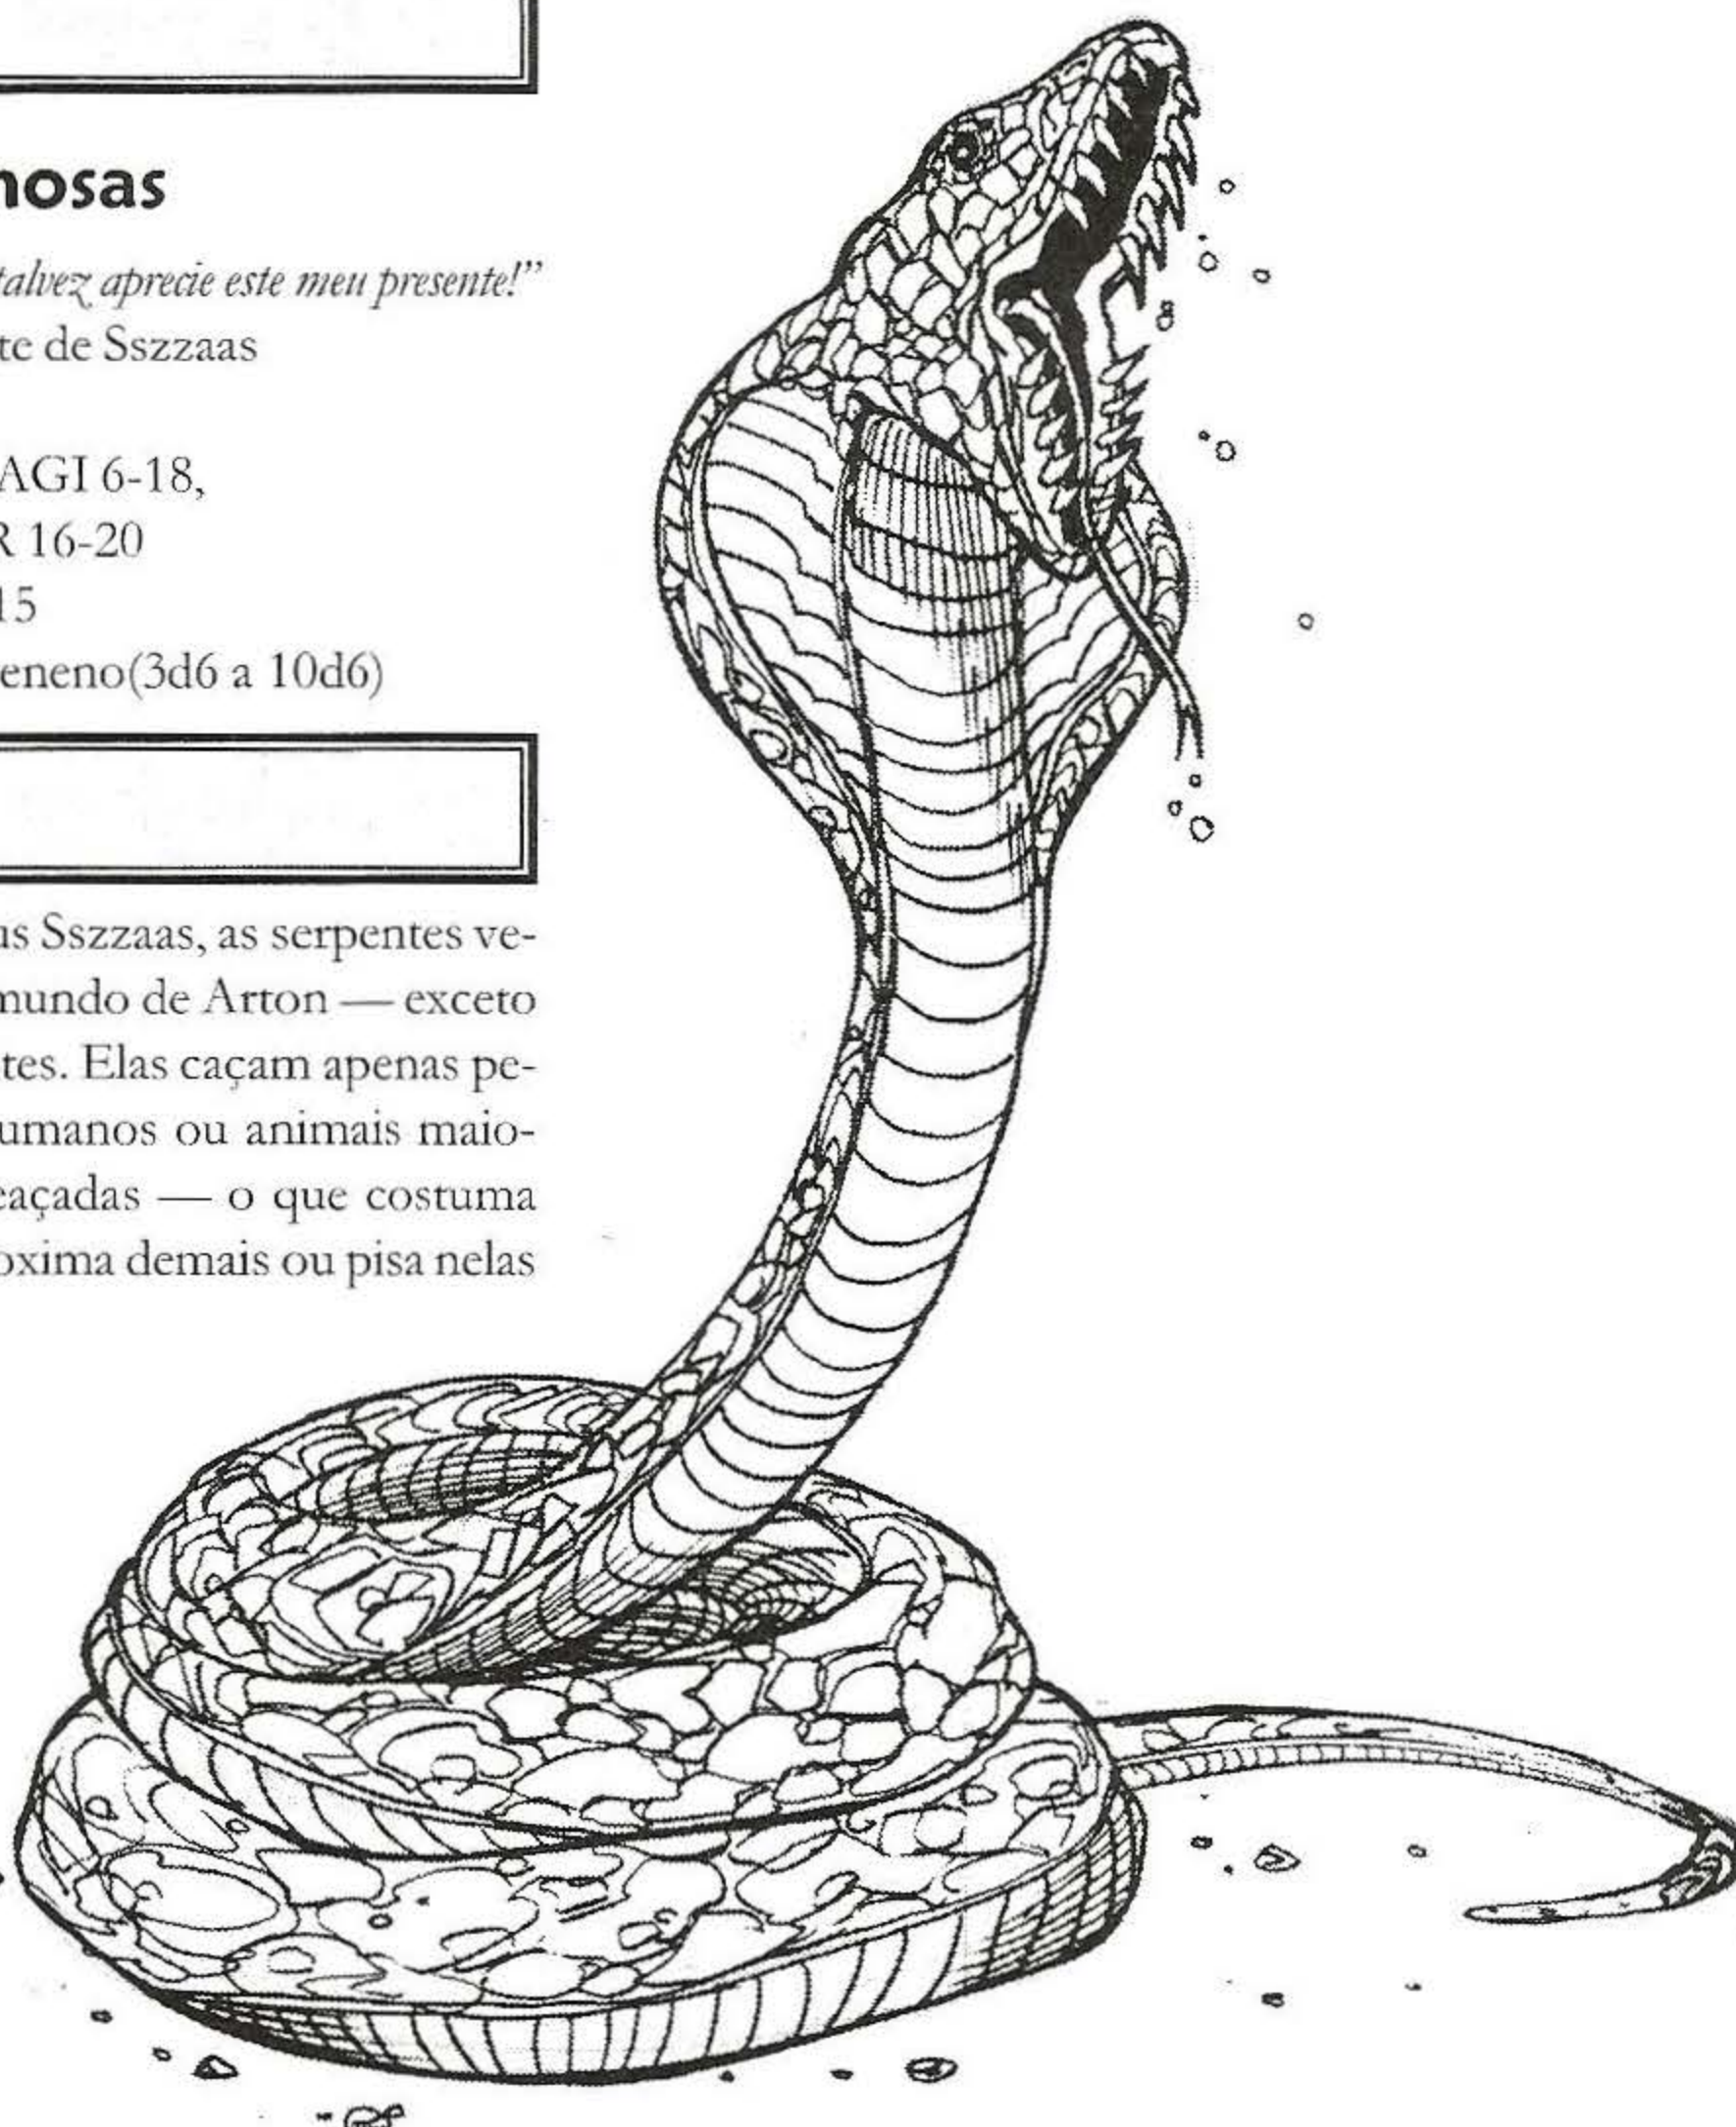 nosas
talvez aprecie este meu presente!”
te de Sszzaas
AGI 6-18,
R 16-20
15
eneno(3d6 a 10d6)
us Sszzaas, as serpentes ve-
mundo de Arton — exceto
tes. Elas caçam apenas pe-
umanos ou animais maio-
eaçadas — o que costuma
oxima demais ou pisa nelas